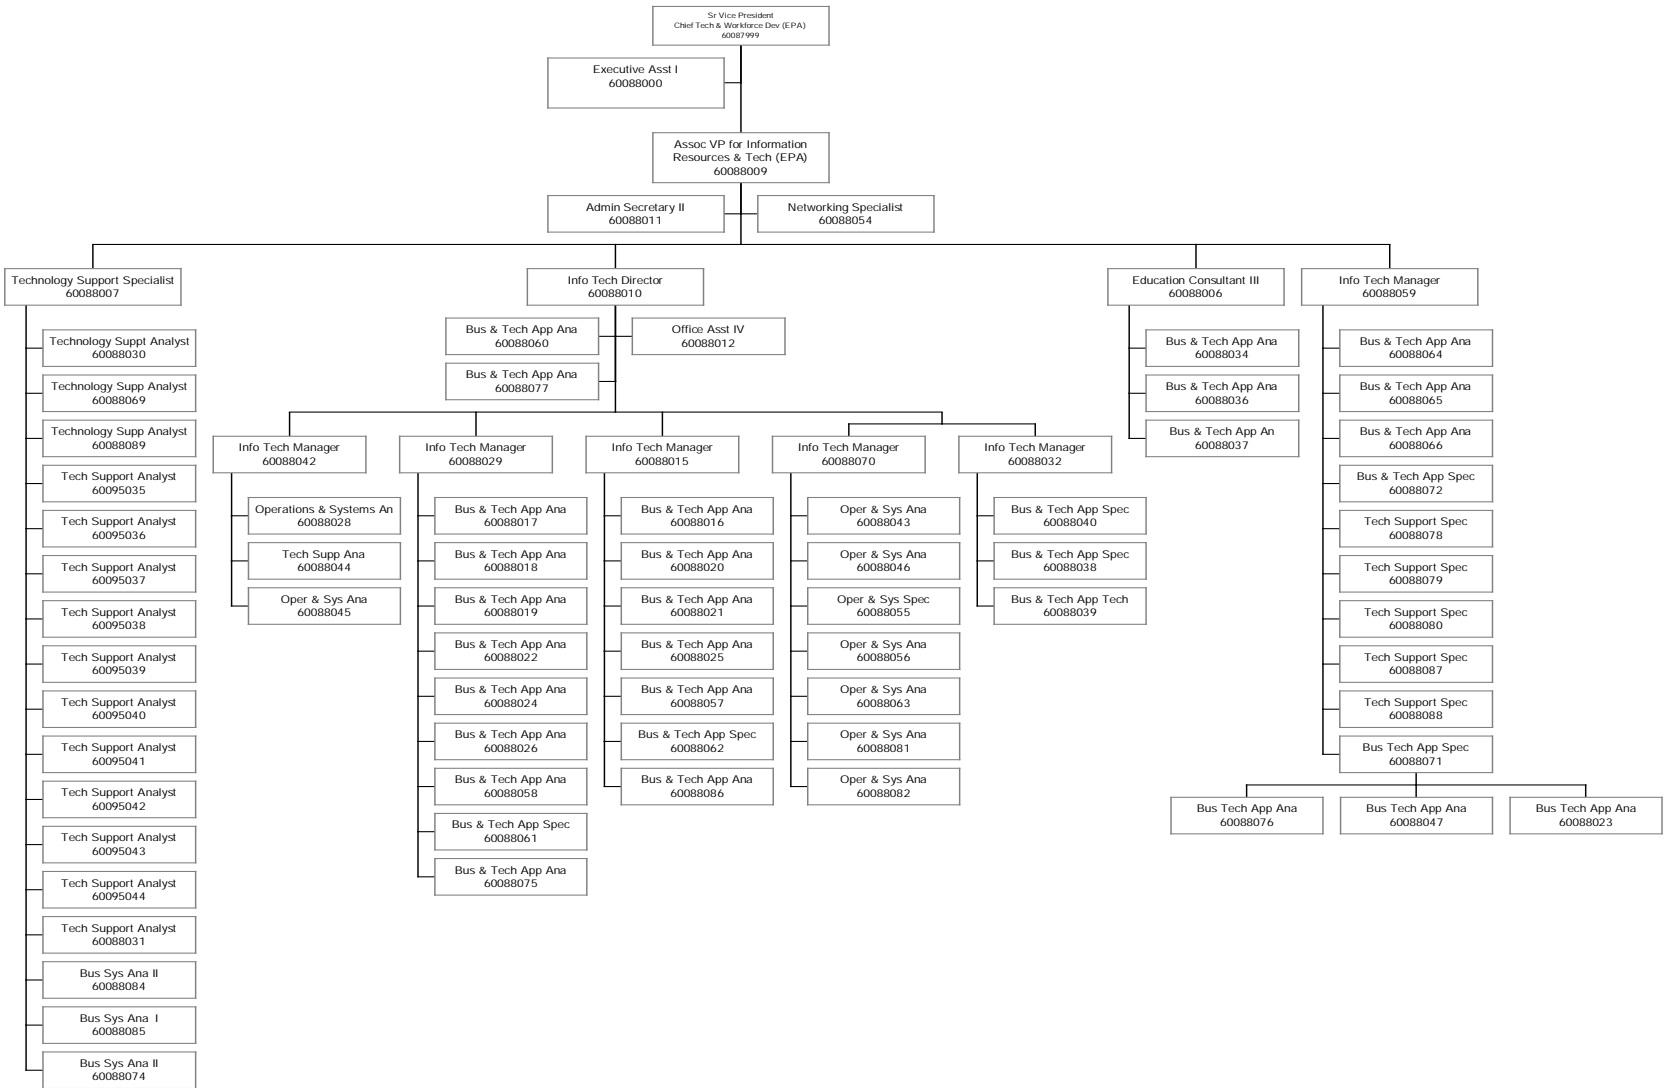 Sr Vice President
Chief Tech & Workforce Dev (EPA)
60087999
Executive Asst I
60088000
Assoc VP for Information
Resources & Tech (EPA)
60088009
Admin Secretary II
60088011
Networking Specialist
60088054
Technology Support Specialist
60088007
Technology Suppt Analyst
60088030
Technology Supp Analyst
60088069
Technology Supp Analyst
60088089
Tech Support Analyst
60095035
Tech Support Analyst
60095036
Tech Support Analyst
60095037
Tech Support Analyst
60095038
Tech Support Analyst
60095039
Tech Support Analyst
60095040
Tech Support Analyst
60095041
Tech Support Analyst
60095042
Tech Support Analyst
60095043
Tech Support Analyst
60095044
Tech Support Analyst
60088031
Bus Sys Ana II
60088084
Bus Sys Ana I
60088085
Bus Sys Ana II
60088074
Info Tech Director
60088010
Bus & Tech App Ana
60088060
Office Asst IV
60088012
Bus & Tech App Ana
60088077
Info Tech Manager
60088042
Operations & Systems An
60088028
Tech Supp Ana
60088044
Oper & Sys Ana
60088045
Info Tech Manager
60088029
Bus & Tech App Ana
60088017
Bus & Tech App Ana
60088018
Bus & Tech App Ana
60088019
Bus & Tech App Ana
60088022
Bus & Tech App Ana
60088024
Bus & Tech App Ana
60088026
Bus & Tech App Ana
60088058
Bus & Tech App Spec
60088061
Bus & Tech App Ana
60088075
Info Tech Manager
60088015
Bus & Tech App Ana
60088016
Bus & Tech App Ana
60088020
Bus & Tech App Ana
60088021
Bus & Tech App Ana
60088025
Bus & Tech App Ana
60088057
Bus & Tech App Spec
60088062
Bus & Tech App Ana
60088086
Info Tech Manager
60088070
Oper & Sys Ana
60088043
Oper & Sys Ana
60088046
Oper & Sys Spec
60088055
Oper & Sys Ana
60088056
Oper & Sys Ana
60088063
Oper & Sys Ana
60088081
Oper & Sys Ana
60088082
Info Tech Manager
60088032
Bus & Tech App Spec
60088040
Bus & Tech App Spec
60088038
Bus & Tech App Tech
60088039
Education Consultant III
60088006
Bus & Tech App Ana
60088034
Bus & Tech App Ana
60088036
Bus & Tech App An
60088037
Info Tech Manager
60088059
Bus & Tech App Ana
60088064
Bus & Tech App Ana
60088065
Bus & Tech App Ana
60088066
Bus & Tech App Spec
60088072
Tech Support Spec
60088078
Tech Support Spec
60088079
Tech Support Spec
60088080
Tech Support Spec
60088087
Tech Support Spec
60088088
Bus Tech App Spec
60088071
Bus Tech App Ana
60088076
Bus Tech App Ana
60088047
Bus Tech App Ana
60088023